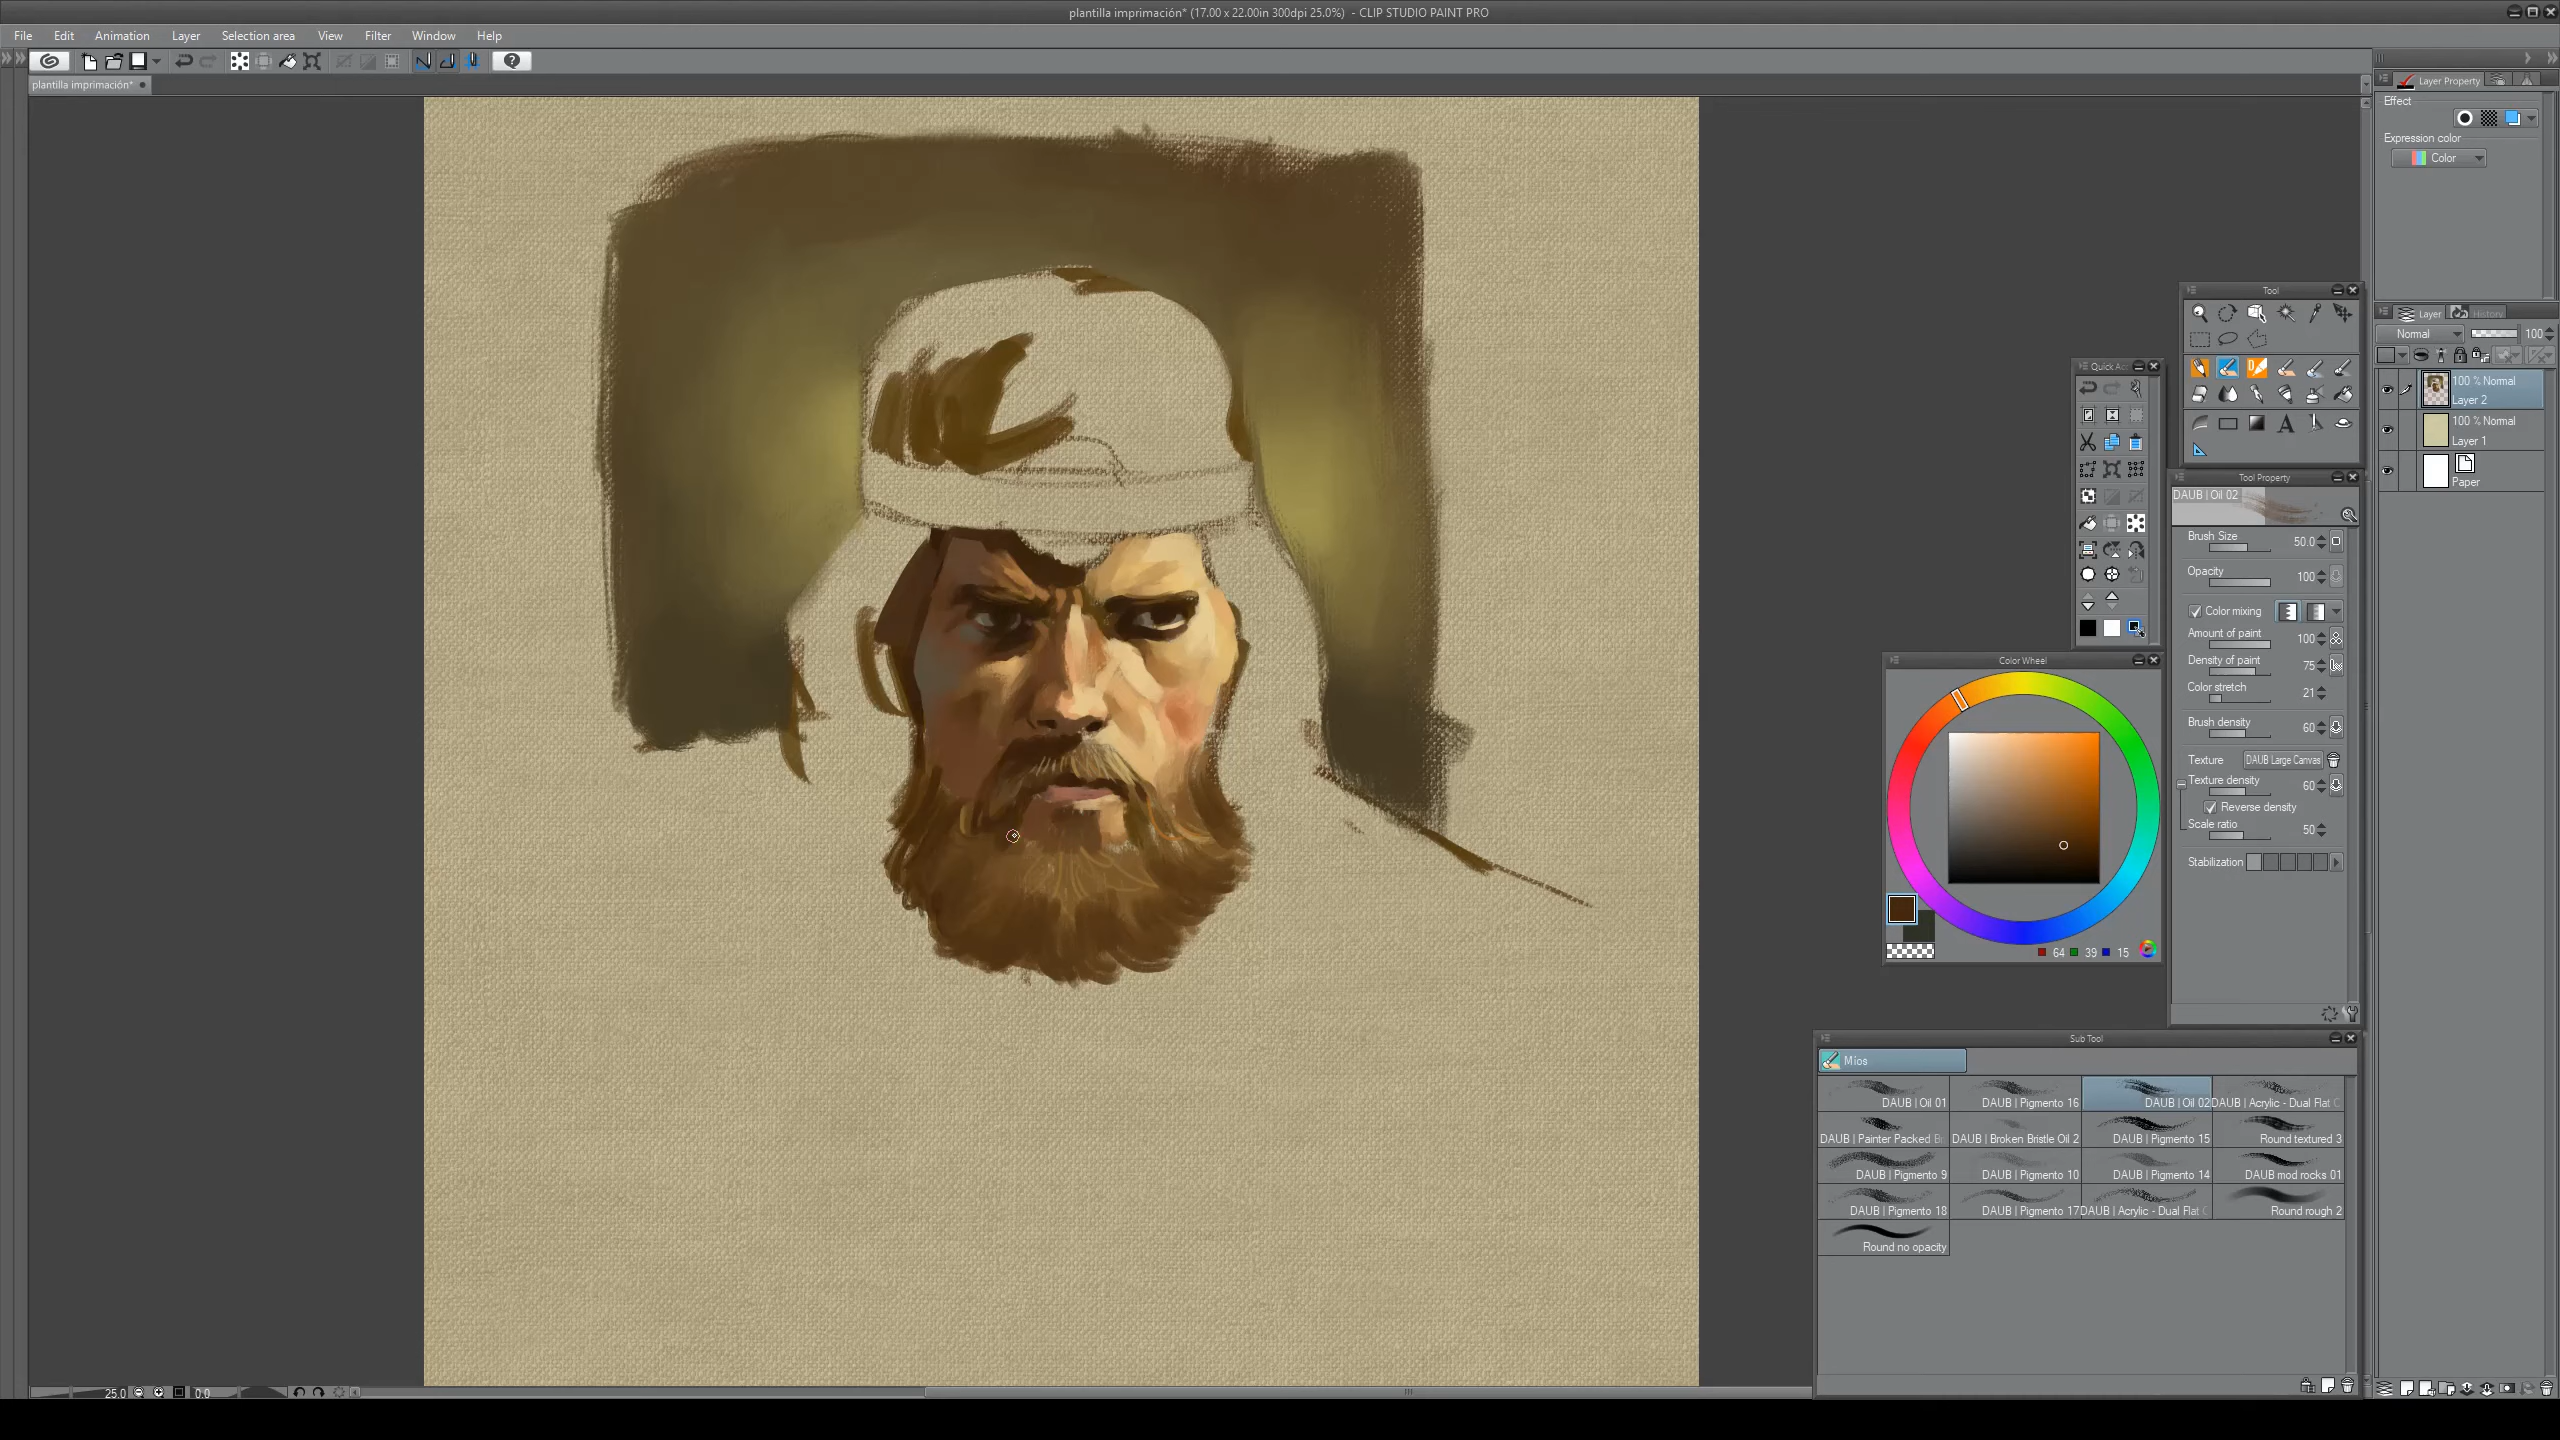 plantilla imprimación* (17.00 x 22.00in 300dpi 25.0%) - CLIP STUDIO PAINT PRO
File Edit Animation Layer Selection area View Filter Window Help
plantilla imprimación*
Layer Property
Effect
Expression color
Color
Tool
Layer History
Normal 100
100 % Normal
Layer 2
100 % Normal
Layer 1
Paper
Quick Acc
Tool Property
DAUB | Oil 02
Brush Size 50.0
Opacity 100
Color mixing
Amount of paint 100
Density of paint 75
Color stretch 21
Brush density 60
Texture DAUB Large Canvas
Texture density 60
Reverse density
Scale ratio 50
Stabilization
Color Wheel
64 39 15
Sub Tool
Mios
DAUB | Oil 01 DAUB | Pigmento 16 DAUB | Oil 02 DAUB | Acrylic - Dual Flat C
DAUB | Painter Packed B DAUB | Broken Bristle Oil 2 DAUB | Pigmento 15 Round textured 3
DAUB | Pigmento 9 DAUB | Pigmento 10 DAUB | Pigmento 14 DAUB mod rocks 01
DAUB | Pigmento 18 DAUB | Pigmento 17 DAUB | Acrylic - Dual Flat C Round rough 2
Round no opacity
25.0 0.0